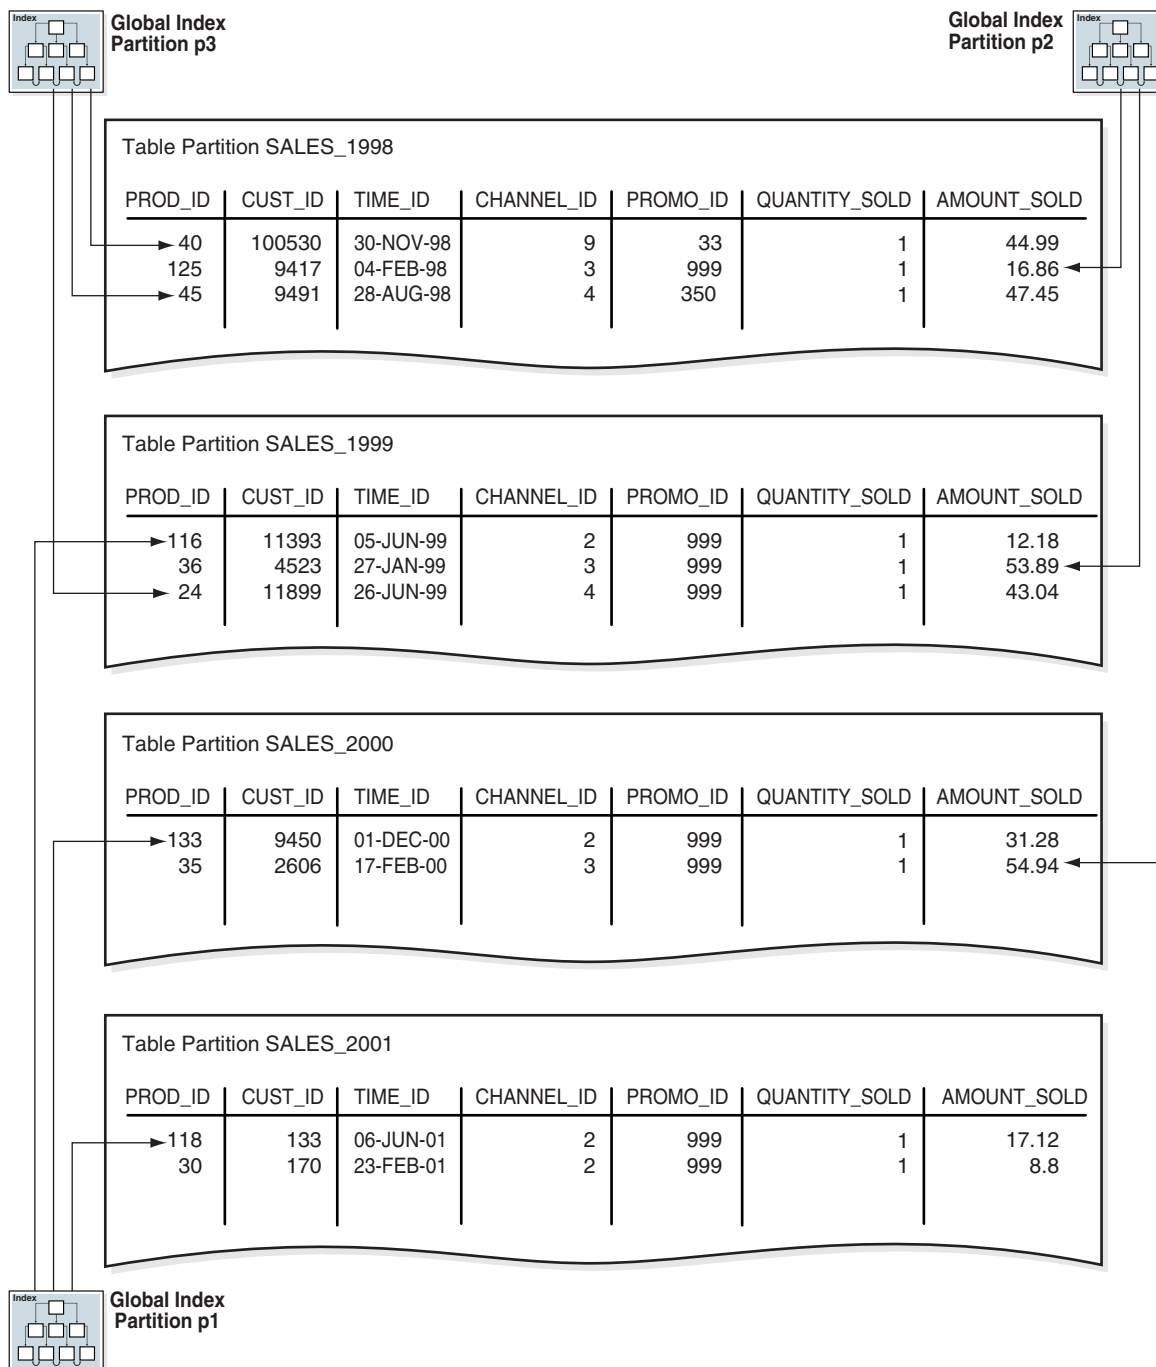 Index
Global Index
Partition p3
Global Index
Partition p2
Index
Table Partition SALES_1998
PROD_ID CUST_ID TIME_ID CHANNEL_ID PROMO_ID QUANTITY_SOLD AMOUNT_SOLD
40 100530 30-NOV-98 9 33 1 44.99
125 9417 04-FEB-98 3 999 1 16.86
45 9491 28-AUG-98 4 350 1 47.45
Table Partition SALES_1999
PROD_ID CUST_ID TIME_ID CHANNEL_ID PROMO_ID QUANTITY_SOLD AMOUNT_SOLD
116 11393 05-JUN-99 2 999 1 12.18
36 4523 27-JAN-99 3 999 1 53.89
24 11899 26-JUN-99 4 999 1 43.04
Table Partition SALES_2000
PROD_ID CUST_ID TIME_ID CHANNEL_ID PROMO_ID QUANTITY_SOLD AMOUNT_SOLD
133 9450 01-DEC-00 2 999 1 31.28
35 2606 17-FEB-00 3 999 1 54.94
Table Partition SALES_2001
PROD_ID CUST_ID TIME_ID CHANNEL_ID PROMO_ID QUANTITY_SOLD AMOUNT_SOLD
118 133 06-JUN-01 2 999 1 17.12
30 170 23-FEB-01 2 999 1 8.8
Index
Global Index
Partition p1